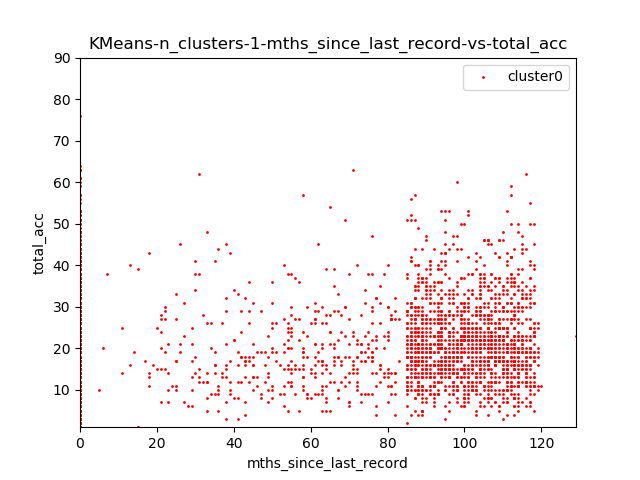 KMeans-n_clusters-1-mths_since_last_record-vs-total_acc
cluster0
90
80
70
60
50
40
30
20
10
total_acc
0 20 40 60 80 100 120
mths_since_last_record